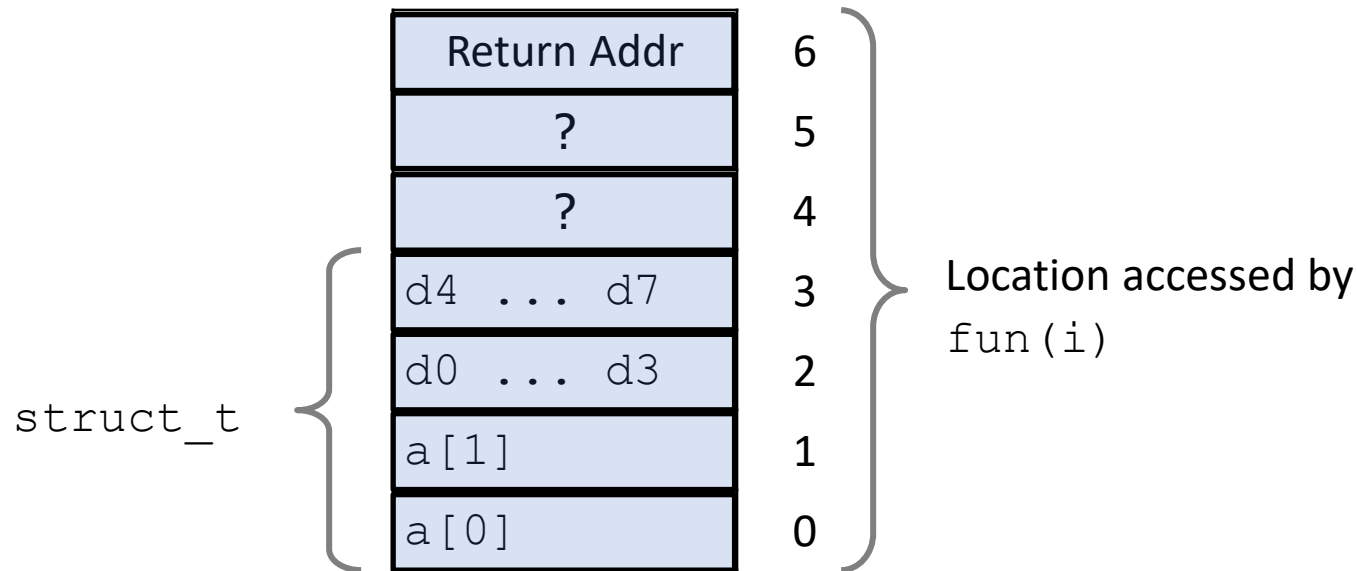 Return Addr 6
? 5
? 4
d4 ... d7 3
d0 ... d3 2
a[1] 1
a[0] 0
struct_t
Location accessed by
fun(i)